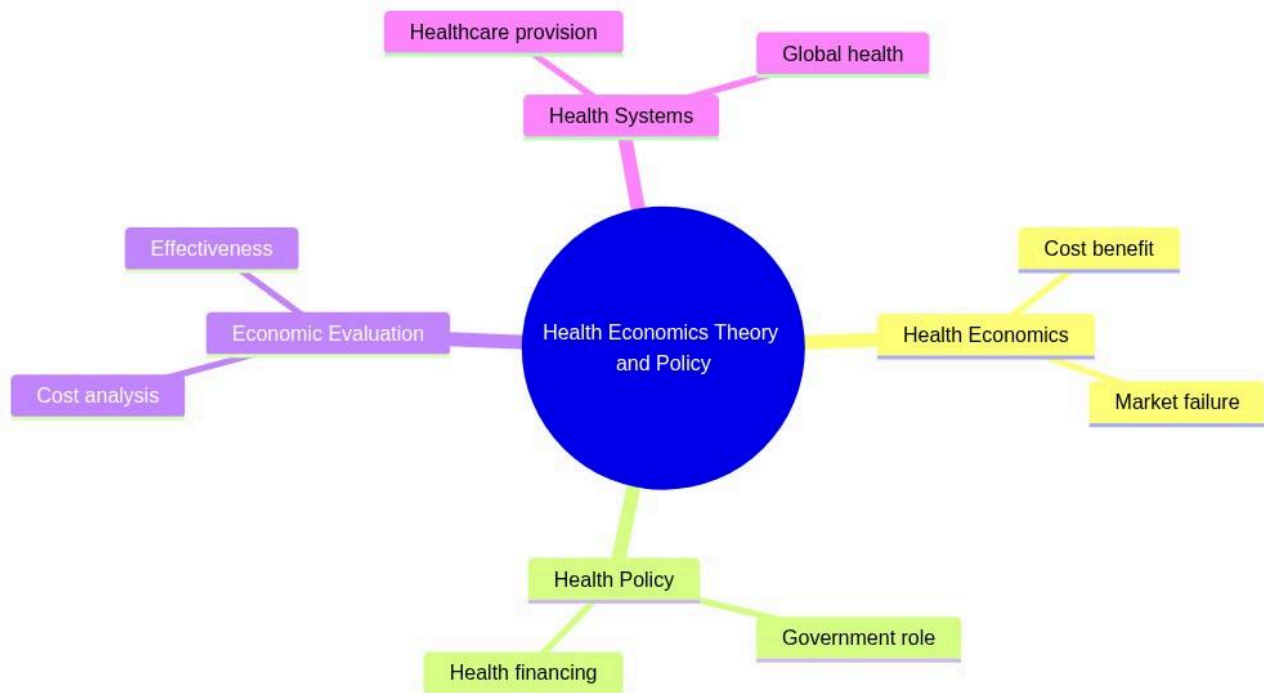 Healthcare provision
Global health
Health Systems
Effectiveness
Economic Evaluation
Cost analysis
Health Economics Theory
and Policy
Cost benefit
Health Economics
Market failure
Health Policy
Government role
Health financing